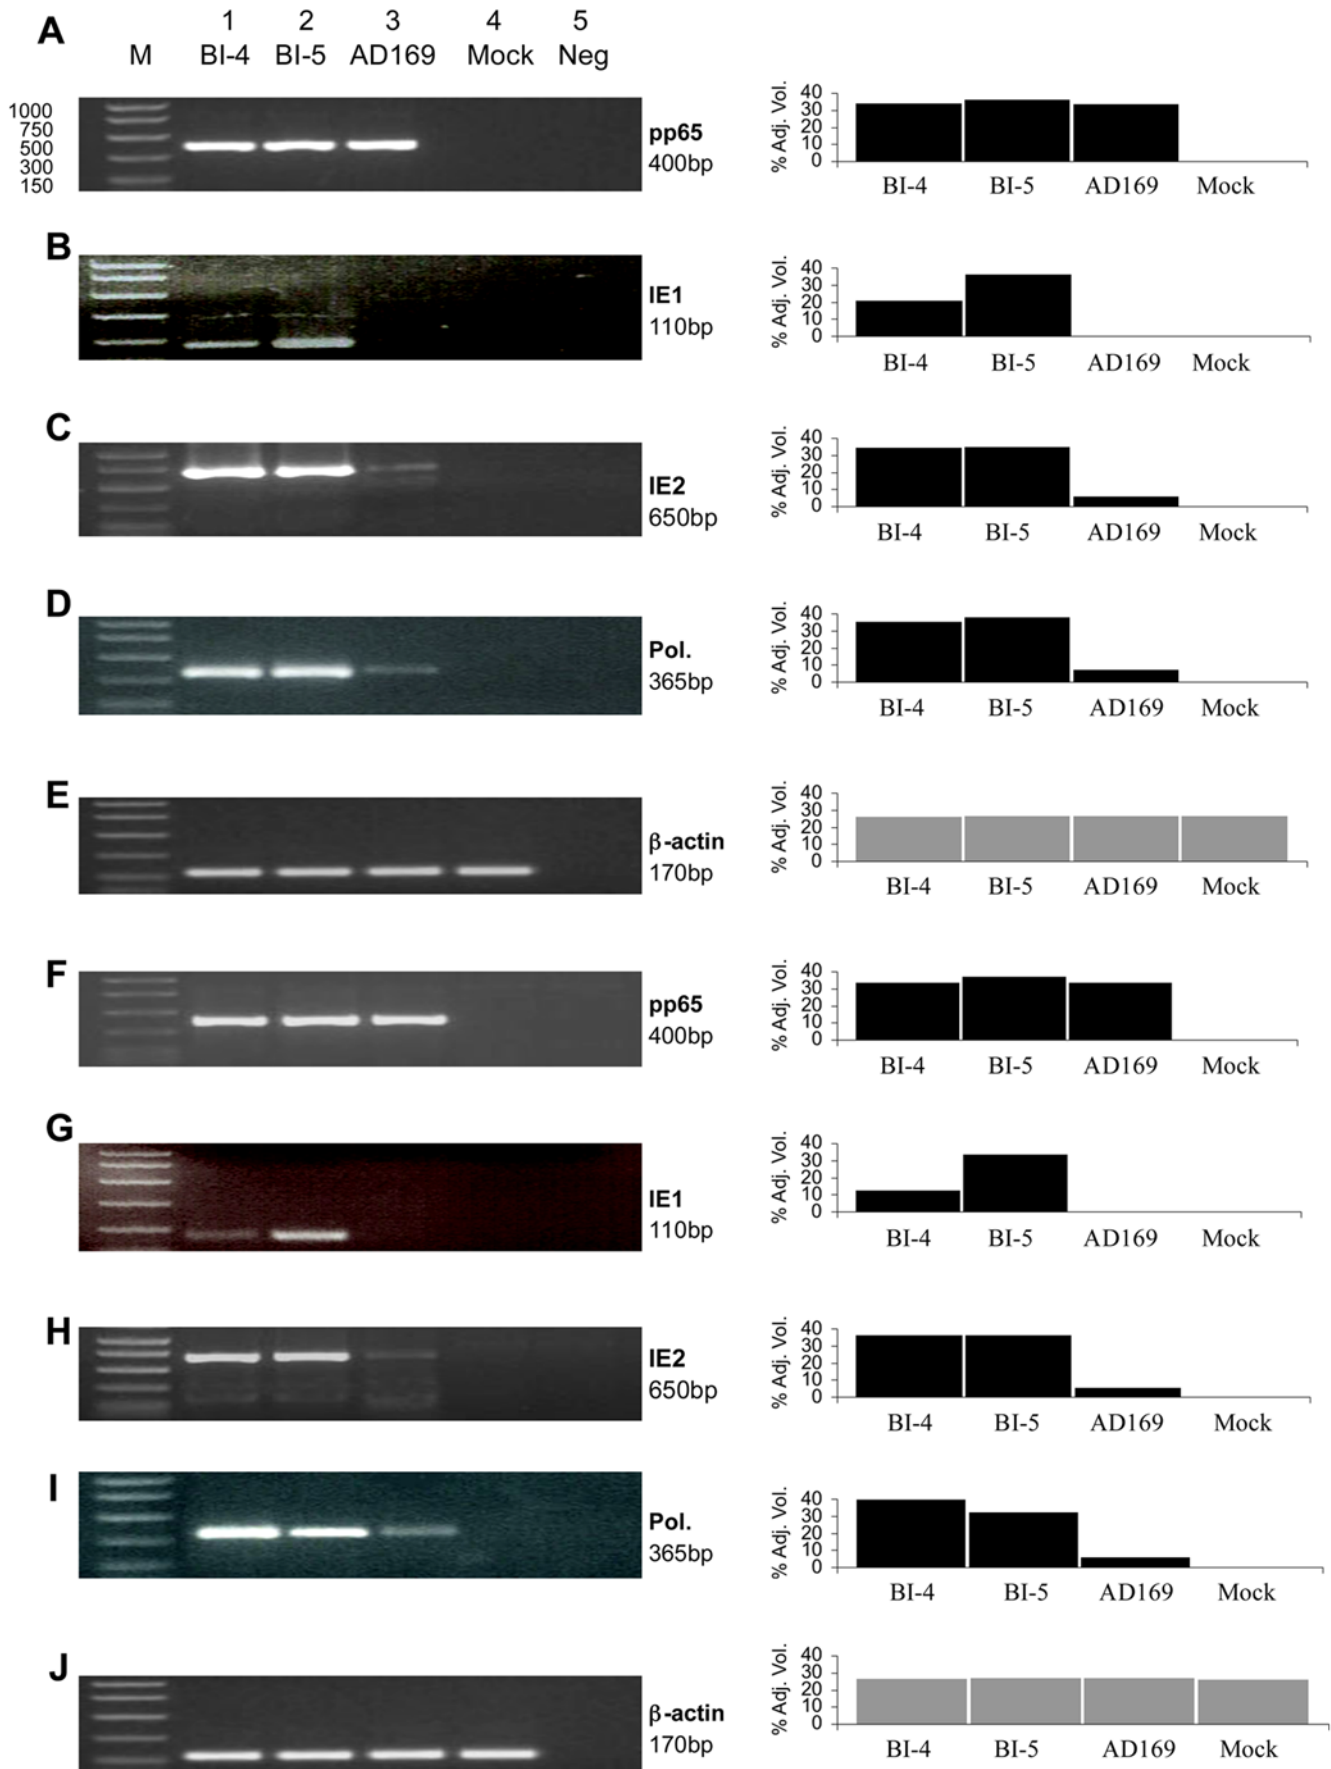 A
1 2 3 4 5
M BI-4 BI-5 AD169 Mock Neg
1000
750
500
300
150
pp65
400bp
% Adj. Vol.
40
30
20
10
0
BI-4 BI-5 AD169 Mock
B
IE1
110bp
% Adj. Vol.
40
30
20
10
0
BI-4 BI-5 AD169 Mock
C
IE2
650bp
% Adj. Vol.
40
30
20
10
0
BI-4 BI-5 AD169 Mock
D
Pol.
365bp
% Adj. Vol.
40
30
20
10
0
BI-4 BI-5 AD169 Mock
E
β-actin
170bp
% Adj. Vol.
40
30
20
10
0
BI-4 BI-5 AD169 Mock
F
pp65
400bp
% Adj. Vol.
40
30
20
10
0
BI-4 BI-5 AD169 Mock
G
IE1
110bp
% Adj. Vol.
40
30
20
10
0
BI-4 BI-5 AD169 Mock
H
IE2
650bp
% Adj. Vol.
40
30
20
10
0
BI-4 BI-5 AD169 Mock
I
Pol.
365bp
% Adj. Vol.
40
30
20
10
0
BI-4 BI-5 AD169 Mock
J
β-actin
170bp
% Adj. Vol.
40
30
20
10
0
BI-4 BI-5 AD169 Mock